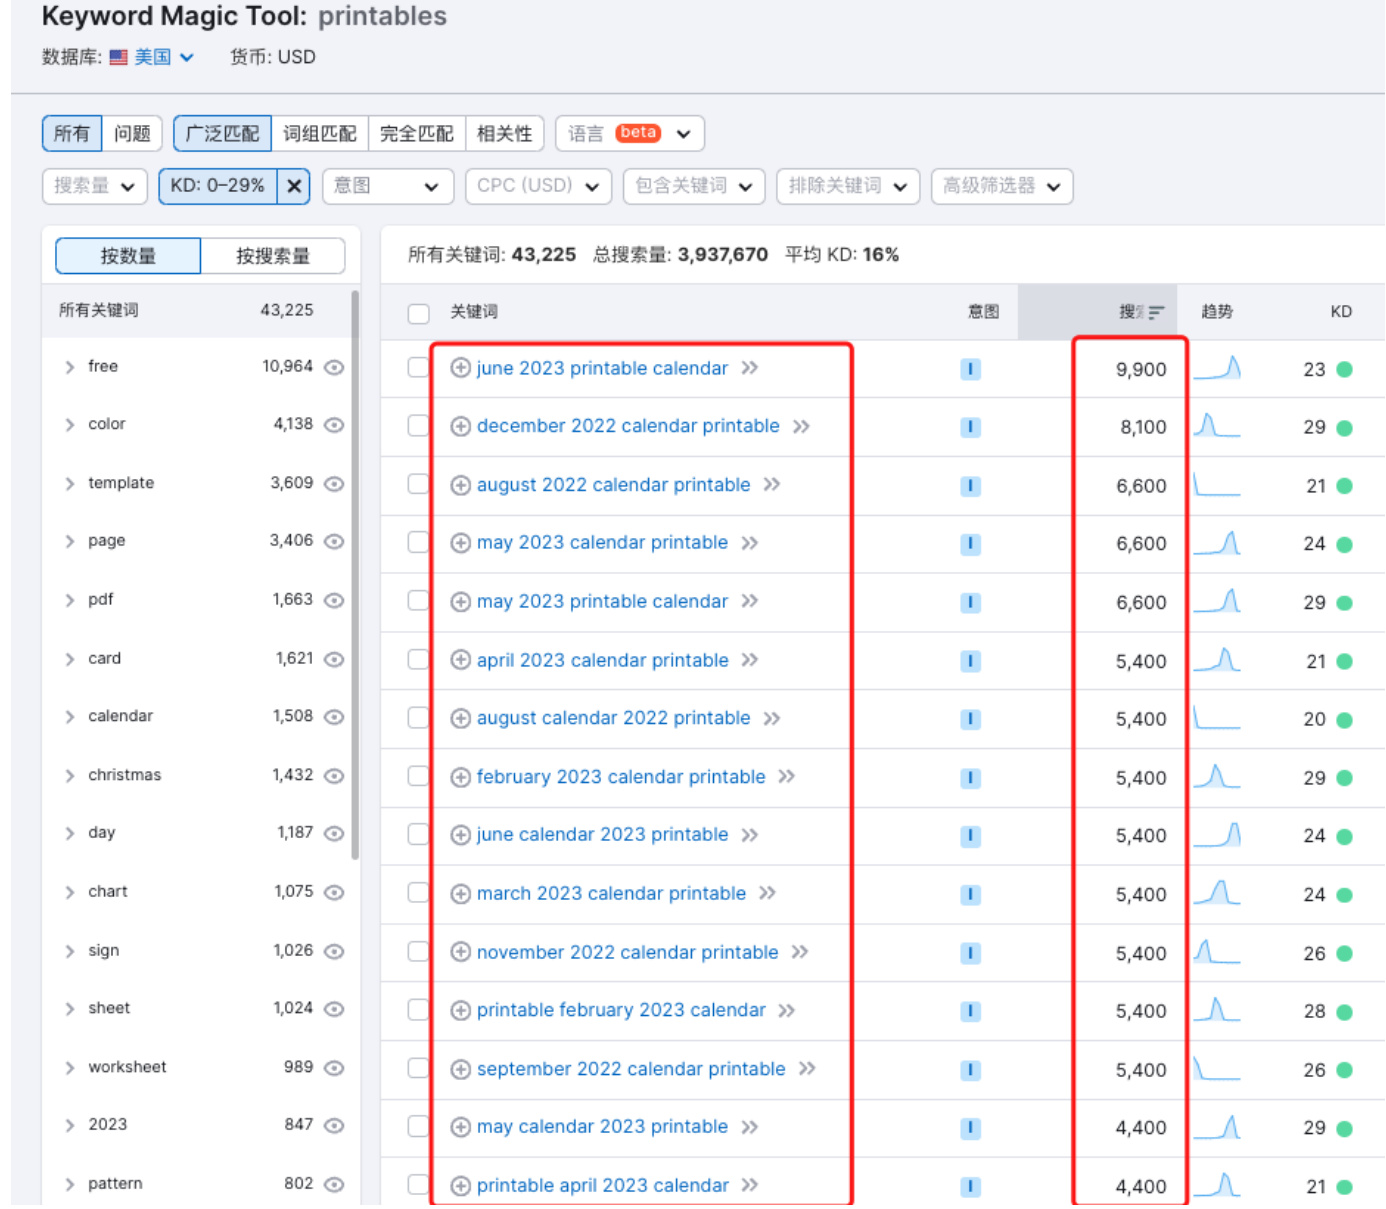 Keyword Magic Tool: printables
数据库: 美国 货币: USD
所有 问题 广泛匹配 词组匹配 完全匹配 相关性 语言 beta
搜索量 KD: 0–29% 意图 CPC (USD) 包含关键词 排除关键词 高级筛选器
按数量 按搜索量
所有关键词: 43,225 总搜索量: 3,937,670 平均 KD: 16%
所有关键词 43,225
关键词 意图 搜 趋势 KD
free 10,964
june 2023 printable calendar I 9,900 23
color 4,138
december 2022 calendar printable I 8,100 29
template 3,609
august 2022 calendar printable I 6,600 21
page 3,406
may 2023 calendar printable I 6,600 24
pdf 1,663
may 2023 printable calendar I 6,600 29
card 1,621
april 2023 calendar printable I 5,400 21
calendar 1,508
august calendar 2022 printable I 5,400 20
christmas 1,432
february 2023 calendar printable I 5,400 29
day 1,187
june calendar 2023 printable I 5,400 24
chart 1,075
march 2023 calendar printable I 5,400 24
sign 1,026
november 2022 calendar printable I 5,400 26
sheet 1,024
printable february 2023 calendar I 5,400 28
worksheet 989
september 2022 calendar printable I 5,400 26
2023 847
may calendar 2023 printable I 4,400 29
pattern 802
printable april 2023 calendar I 4,400 21